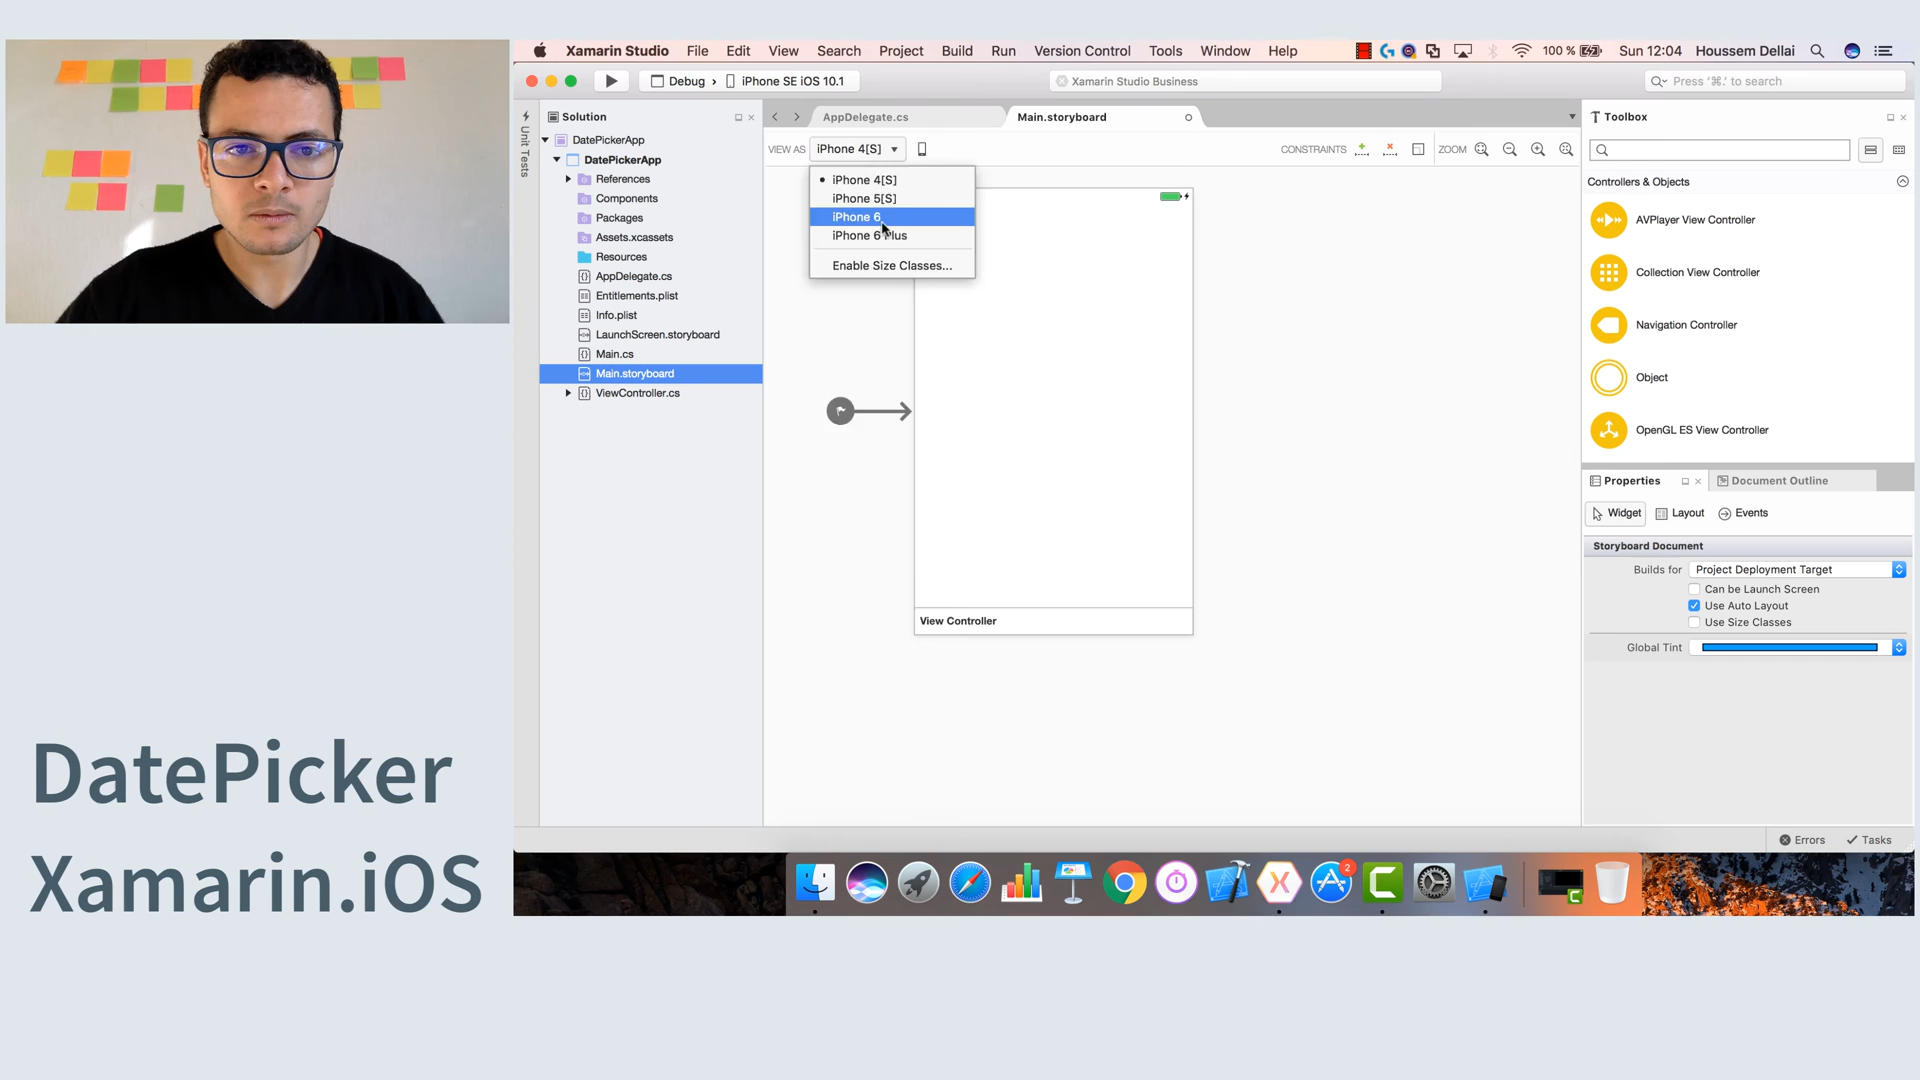 Xamarin Studio File Edit View Search Project Build Run Version Control Tools Window Help 100 % Sun 12:04 Houssem Dellai
Debug › iPhone SE iOS 10.1 Xamarin Studio Business Press '⌘.' to search
Unit Tests
Solution
DatePickerApp
DatePickerApp
References
Components
Packages
Assets.xcassets
Resources
AppDelegate.cs
Entitlements.plist
Info.plist
LaunchScreen.storyboard
Main.cs
Main.storyboard
ViewController.cs
AppDelegate.cs Main.storyboard
VIEW AS iPhone 4[S] CONSTRAINTS ZOOM
iPhone 4[S]
iPhone 5[S]
iPhone 6
iPhone 6 Plus
Enable Size Classes...
View Controller
Toolbox
Controllers & Objects
AVPlayer View Controller
Collection View Controller
Navigation Controller
Object
OpenGL ES View Controller
Properties Document Outline
Widget Layout Events
Storyboard Document
Builds for Project Deployment Target
Can be Launch Screen
Use Auto Layout
Use Size Classes
Global Tint
Errors Tasks
2
DatePicker
Xamarin.iOS